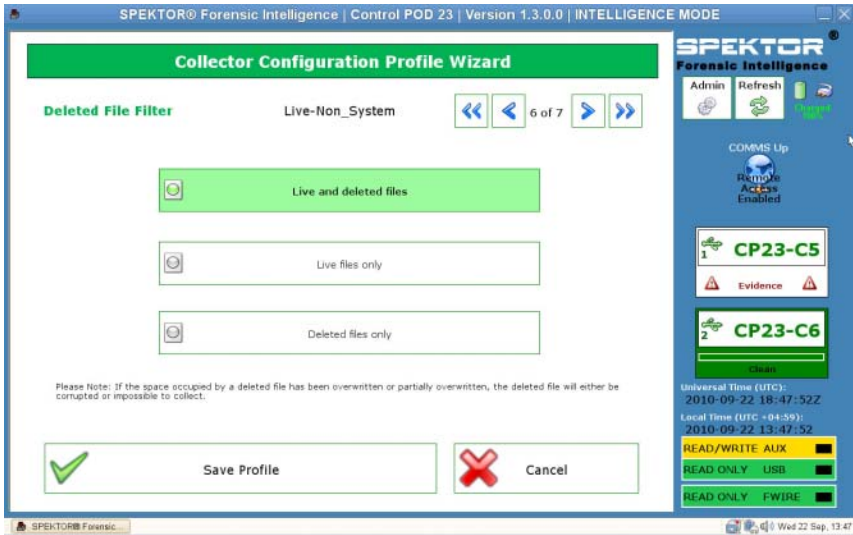 SPEKTOR® Forensic Intelligence | Control POD 23 | Version 1.3.0.0 | INTELLIGENCE MODE
Collector Configuration Profile Wizard
Deleted File Filter
Live-Non_System
6 of 7
Live and deleted files
Live files only
Deleted files only
Please Note: If the space occupied by a deleted file has been overwritten or partially overwritten, the deleted file will either be
corrupted or impossible to collect.
Save Profile
Cancel
SPEKTOR®
Forensic Intelligence
Admin
Refresh
Charged
100%
COMMS Up
Remote
Access
Enabled
1
CP23-C5
Evidence
2
CP23-C6
Clean
Universal Time (UTC):
2010-09-22 18:47:52Z
Local Time (UTC +04:59):
2010-09-22 13:47:52
READ/WRITE AUX
READ ONLY USB
READ ONLY FWIRE
SPEKTOR® Forensic...
Wed 22 Sep, 13:47